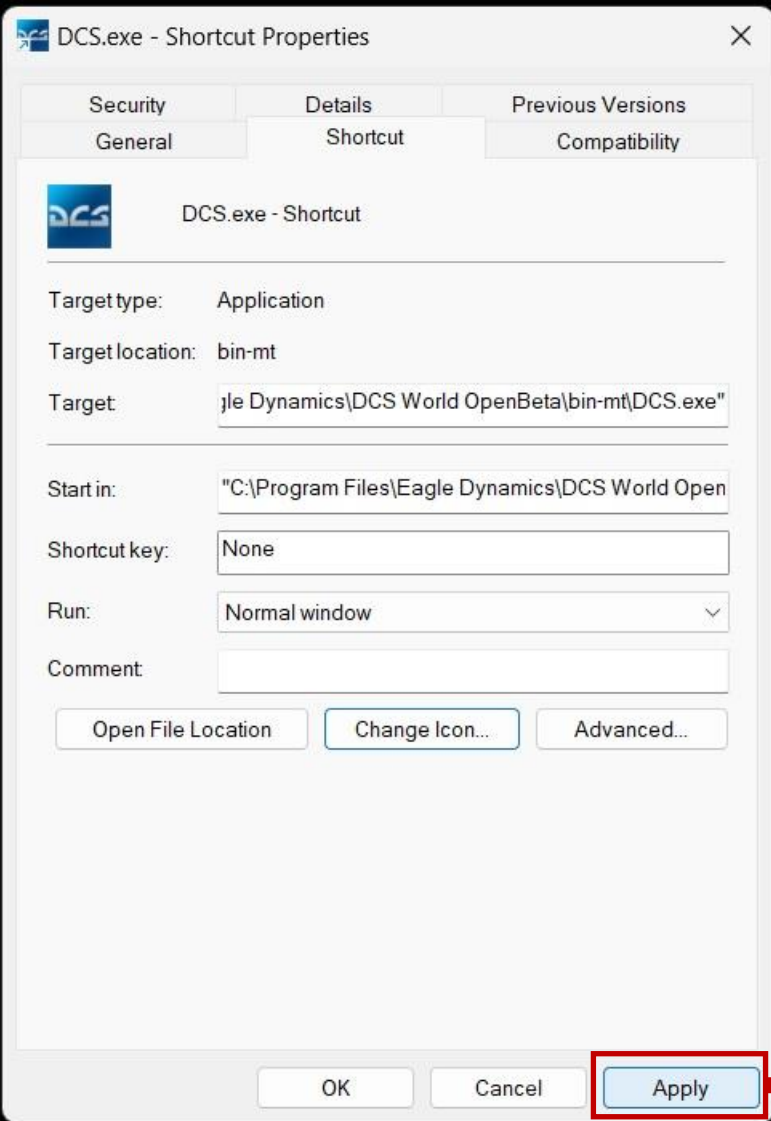 DCS.exe - Shortcut Properties
Security Details Previous Versions
General Shortcut Compatibility
DCS DCS.exe - Shortcut
Target type: Application
Target location: bin-mt
Target: gle Dynamics\DCS World OpenBeta\bin-mt\DCS.exe"
Start in: "C:\Program Files\Eagle Dynamics\DCS World Open
Shortcut key: None
Run: Normal window
Comment:
Open File Location Change Icon... Advanced...
OK Cancel Apply